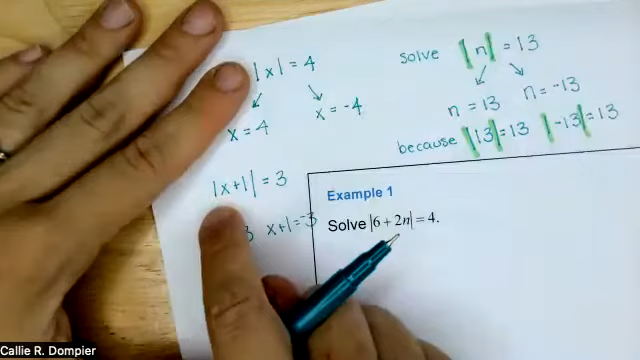 |x| = 4
x = 4
x = -4
|x+1| = 3
3 x+1 = -3
solve |n| = 13
n = 13
n = -13
because |13| = 13 |-13| = 13
Example 1
Solve |6 + 2n| = 4.
Callie R. Dompier